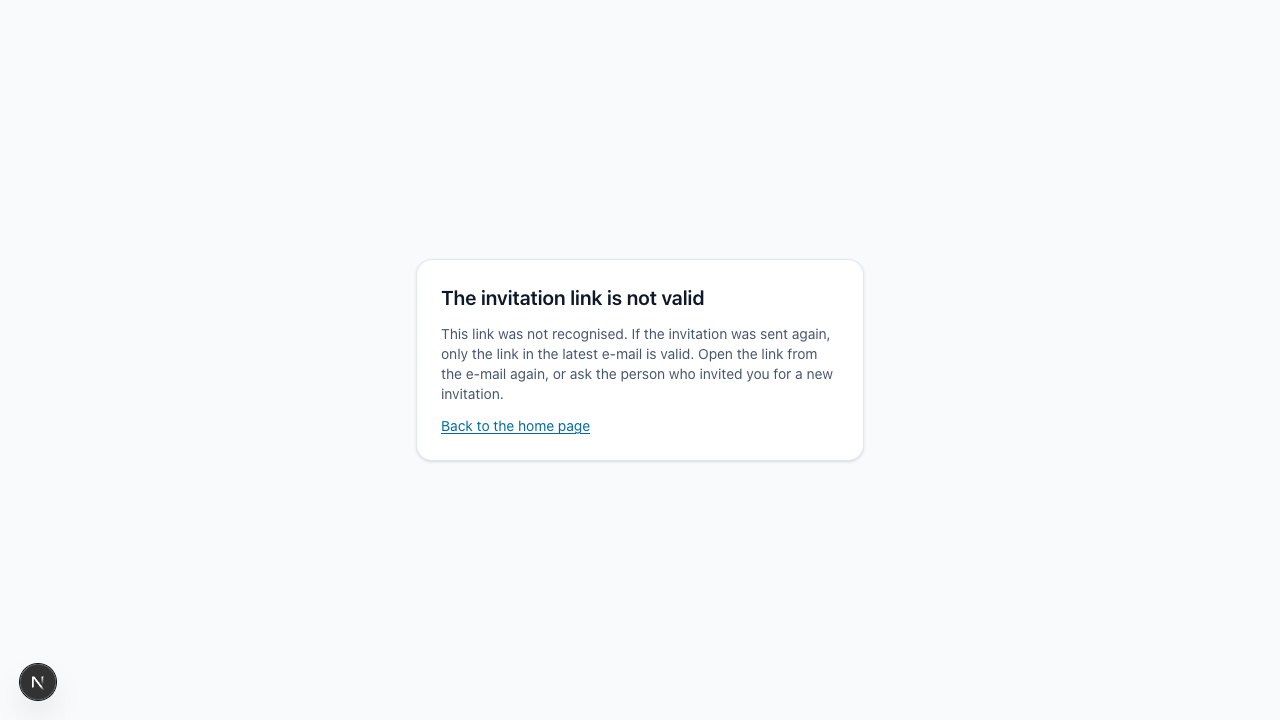 The invitation link is not valid
This link was not recognised. If the invitation was sent again,
only the link in the latest e-mail is valid. Open the link from
the e-mail again, or ask the person who invited you for a new
invitation.
Back to the home page
N